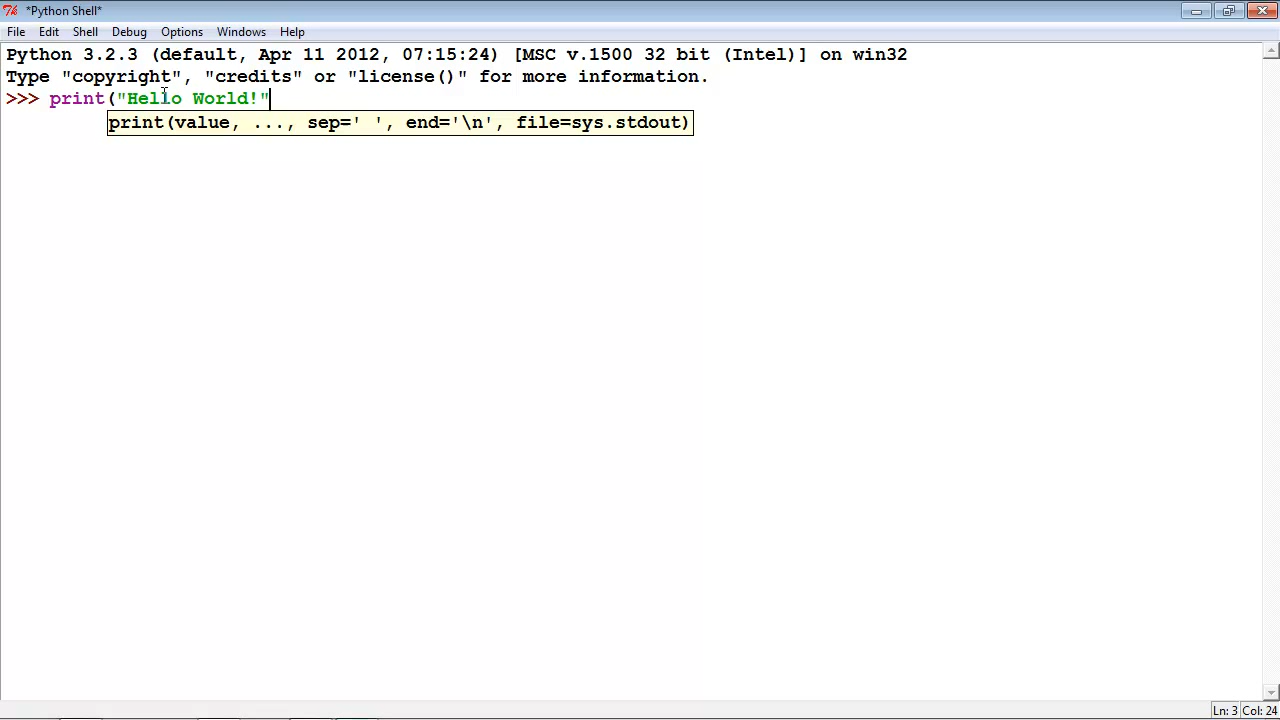 *Python Shell*
File Edit Shell Debug Options Windows Help
Python 3.2.3 (default, Apr 11 2012, 07:15:24) [MSC v.1500 32 bit (Intel)] on win32
Type "copyright", "credits" or "license()" for more information.
>>> print("Hello World!"
print(value, ..., sep=' ', end='\n', file=sys.stdout)
Ln: 3 Col: 24